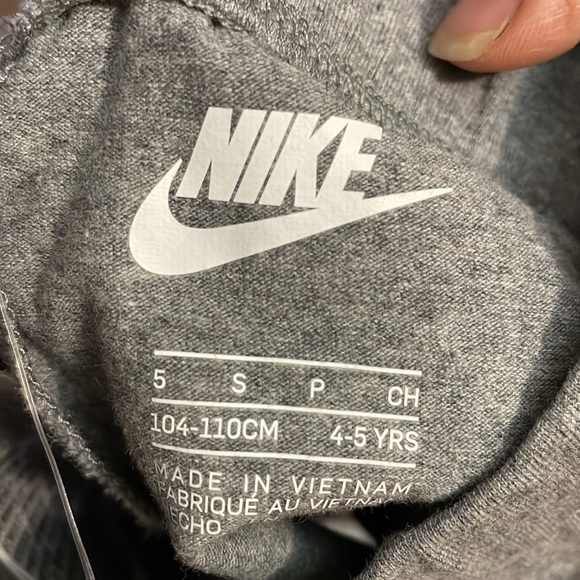 NIKE
5 S P CH
104-110CM 4-5 YRS
MADE IN VIETNAM
FABRIQUÉ AU VIETNAM
HECHO